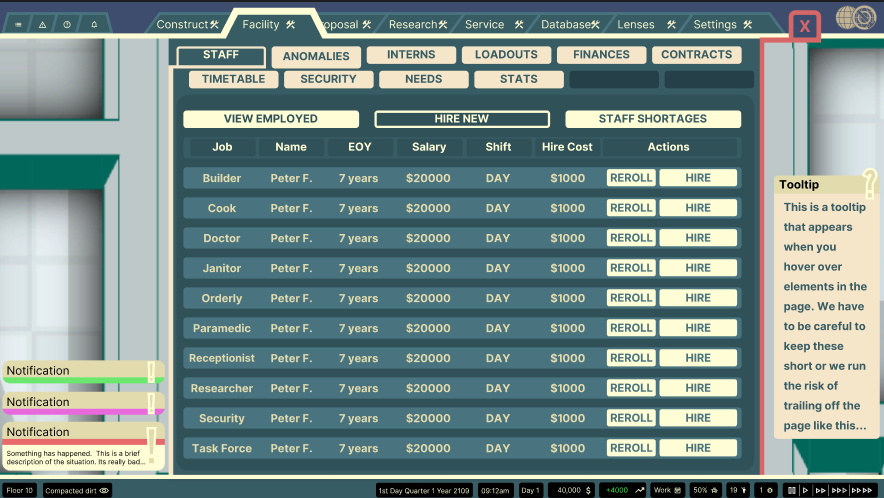 Construct Facility oposal Research Service Database Lenses Settings X
STAFF ANOMALIES INTERNS LOADOUTS FINANCES CONTRACTS
TIMETABLE SECURITY NEEDS STATS
VIEW EMPLOYED HIRE NEW STAFF SHORTAGES
Job Name EOY Salary Shift Hire Cost Actions
Builder Peter F. 7 years $20000 DAY $1000 REROLL HIRE
Cook Peter F. 7 years $20000 DAY $1000 REROLL HIRE
Doctor Peter F. 7 years $20000 DAY $1000 REROLL HIRE
Janitor Peter F. 7 years $20000 DAY $1000 REROLL HIRE
Orderly Peter F. 7 years $20000 DAY $1000 REROLL HIRE
Paramedic Peter F. 7 years $20000 DAY $1000 REROLL HIRE
Receptionist Peter F. 7 years $20000 DAY $1000 REROLL HIRE
Researcher Peter F. 7 years $20000 DAY $1000 REROLL HIRE
Security Peter F. 7 years $20000 DAY $1000 REROLL HIRE
Task Force Peter F. 7 years $20000 DAY $1000 REROLL HIRE
Tooltip ?
This is a tooltip
that appears
when you
hover over
elements in the
page. We have
to be careful to
keep these
short or we run
the risk of
trailing off the
page like this...
Notification !
Notification !
Notification !
Something has happened. This is a brief
description of the situation. Its really bad...
Floor 10 Compacted dirt 1st Day Quarter 1 Year 2109 09:12am Day 1 40,000 $ +4000 Work 50% 19 1